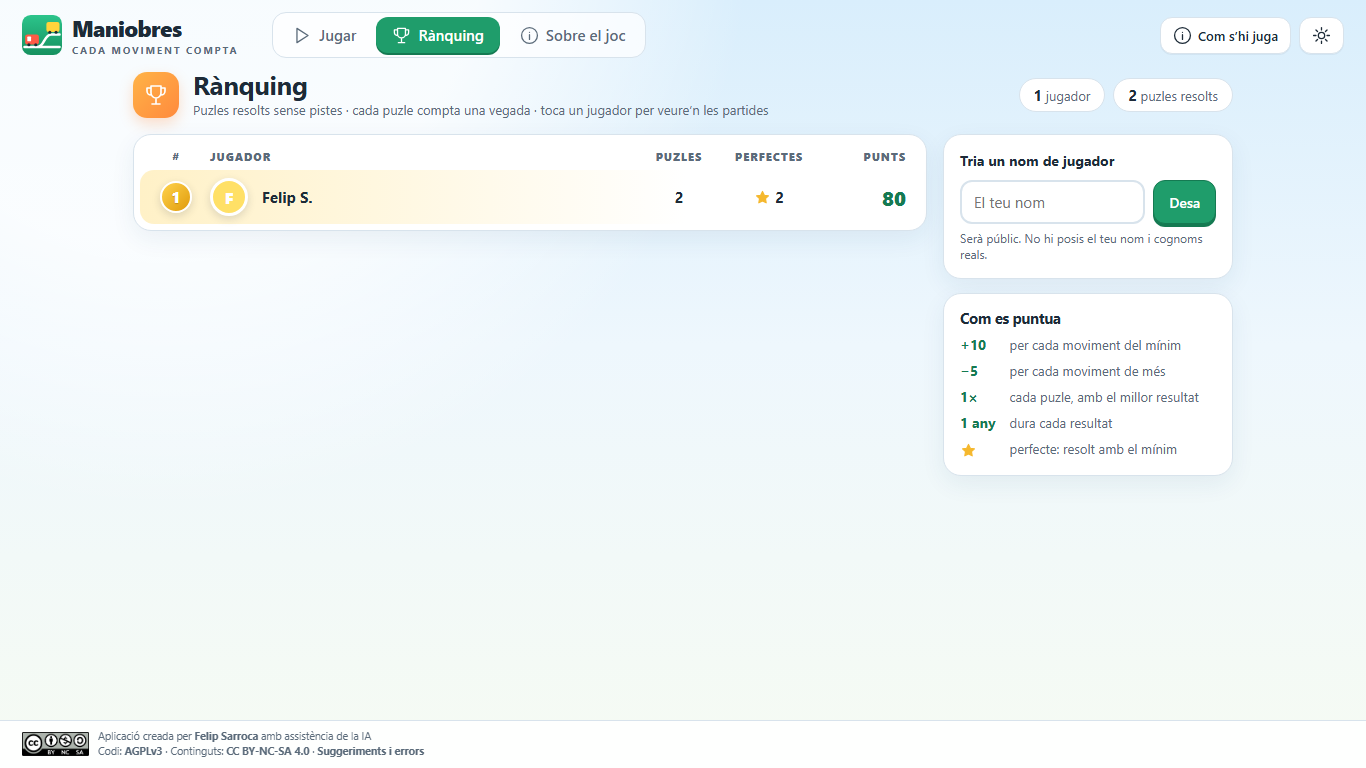 Maniobres
CADA MOVIMENT COMPTA
Jugar
Rànquing
Sobre el joc
Com s’hi juga
Rànquing
Puzles resolts sense pistes · cada puzle compta una vegada · toca un jugador per veure’n les partides
1 jugador
2 puzles resolts
# JUGADOR PUZLES PERFECTES PUNTS
1 F Felip S. 2 2 80
Tria un nom de jugador
El teu nom
Desa
Serà públic. No hi posis el teu nom i cognoms
reals.
Com es puntua
+10 per cada moviment del mínim
−5 per cada moviment de més
1× cada puzle, amb el millor resultat
1 any dura cada resultat
perfecte: resolt amb el mínim
cc BY NC SA
Aplicació creada per Felip Sarroca amb assistència de la IA
Codi: AGPLv3 · Continguts: CC BY-NC-SA 4.0 · Suggeriments i errors